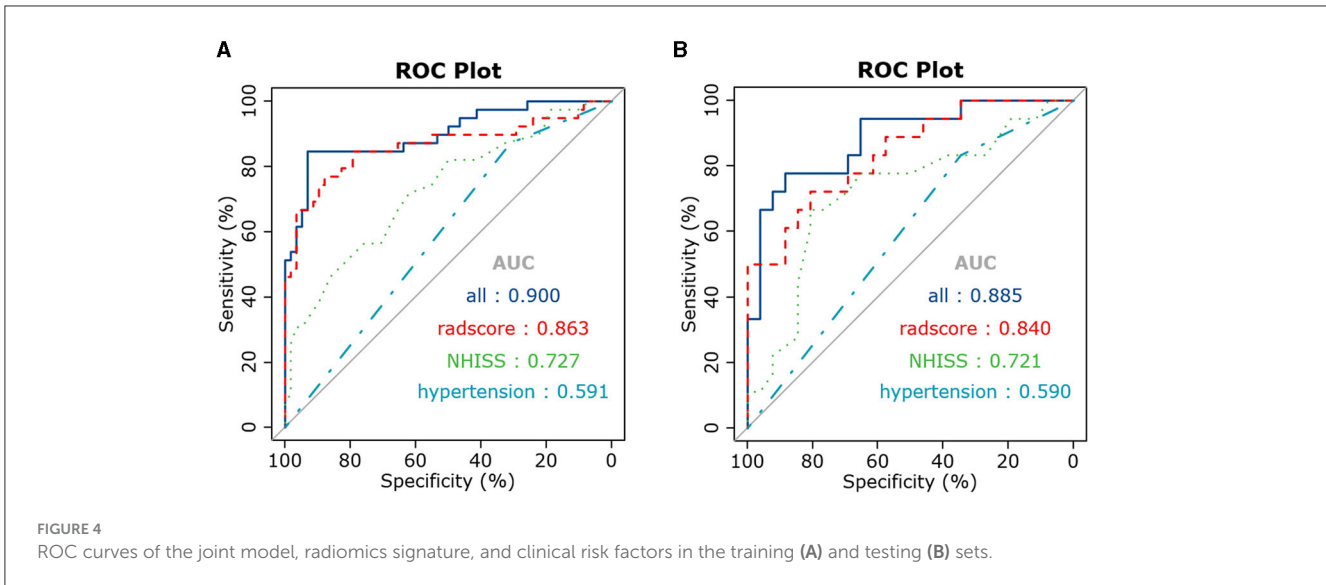 A
ROC Plot
Sensitivity (%)
100
80
60
40
20
0
AUC
all : 0.900
radscore : 0.863
NHISS : 0.727
hypertension : 0.591
100 80 60 40 20 0
Specificity (%)
B
ROC Plot
Sensitivity (%)
100
80
60
40
20
0
AUC
all : 0.885
radscore : 0.840
NHISS : 0.721
hypertension : 0.590
100 80 60 40 20 0
Specificity (%)
FIGURE 4
ROC curves of the joint model, radiomics signature, and clinical risk factors in the training (A) and testing (B) sets.